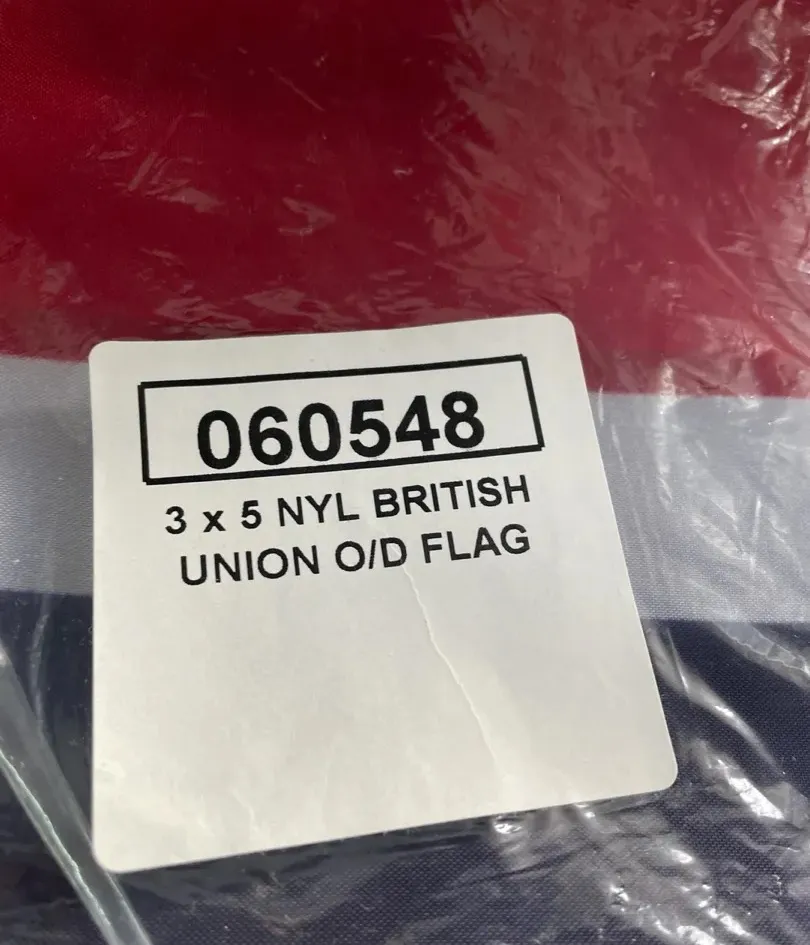 060548
3 x 5 NYL BRITISH
UNION O/D FLAG